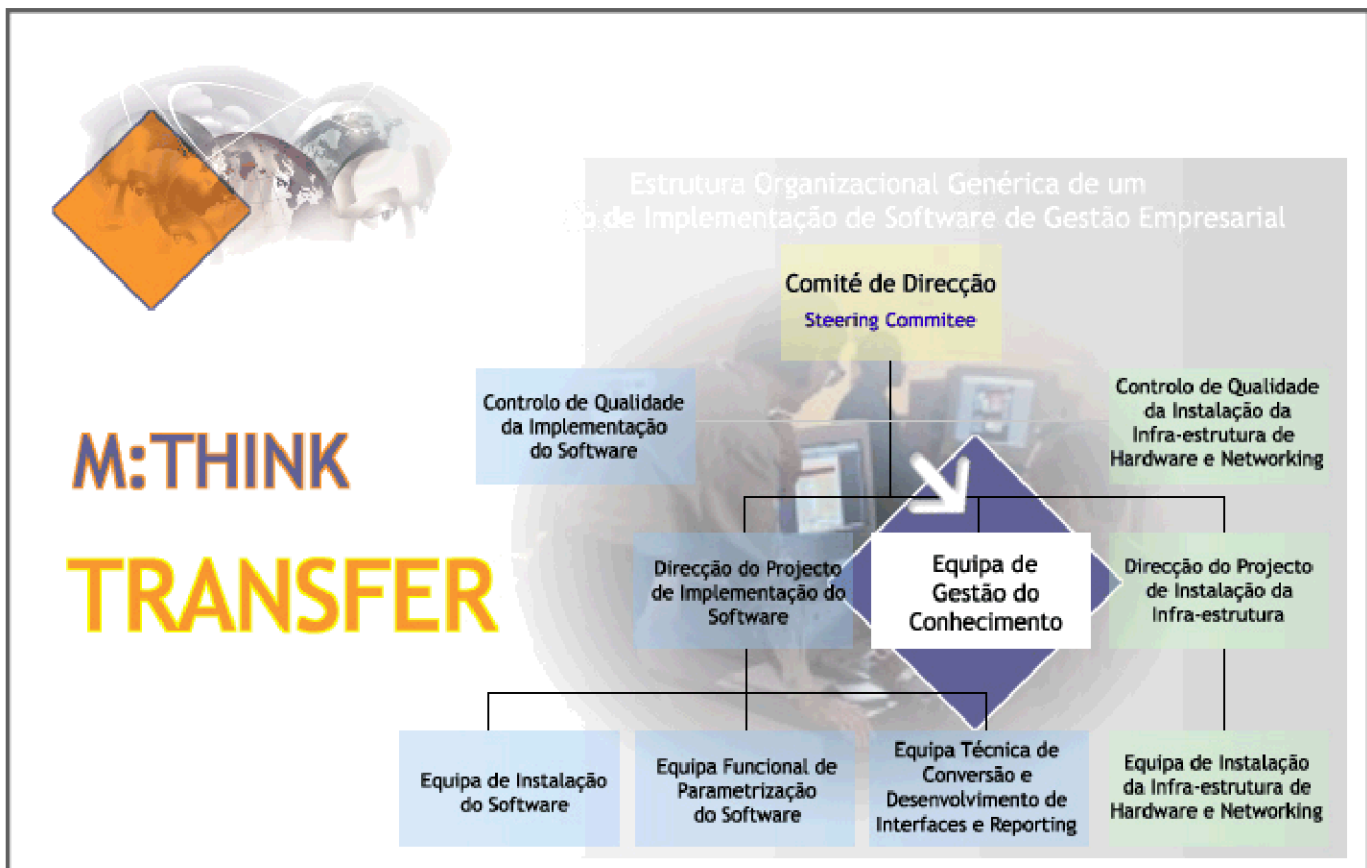 Estrutura Organizacional Genérica de um
de Implementação de Software de Gestão Empresarial
Comité de Direcção
Steering Commitee
Controlo de Qualidade
da Implementação
do Software
Controlo de Qualidade
da Instalação da
Infra-estrutura de
Hardware e Networking
M:THINK
TRANSFER
Direcção do Projecto
de Implementação do
Software
Equipa de
Gestão do
Conhecimento
Direcção do Projecto
de Instalação da
Infra-estrutura
Equipa de Instalação
do Software
Equipa Funcional de
Parametrização
do Software
Equipa Técnica de
Conversão e
Desenvolvimento de
Interfaces e Reporting
Equipa de Instalação
da Infra-estrutura de
Hardware e Networking